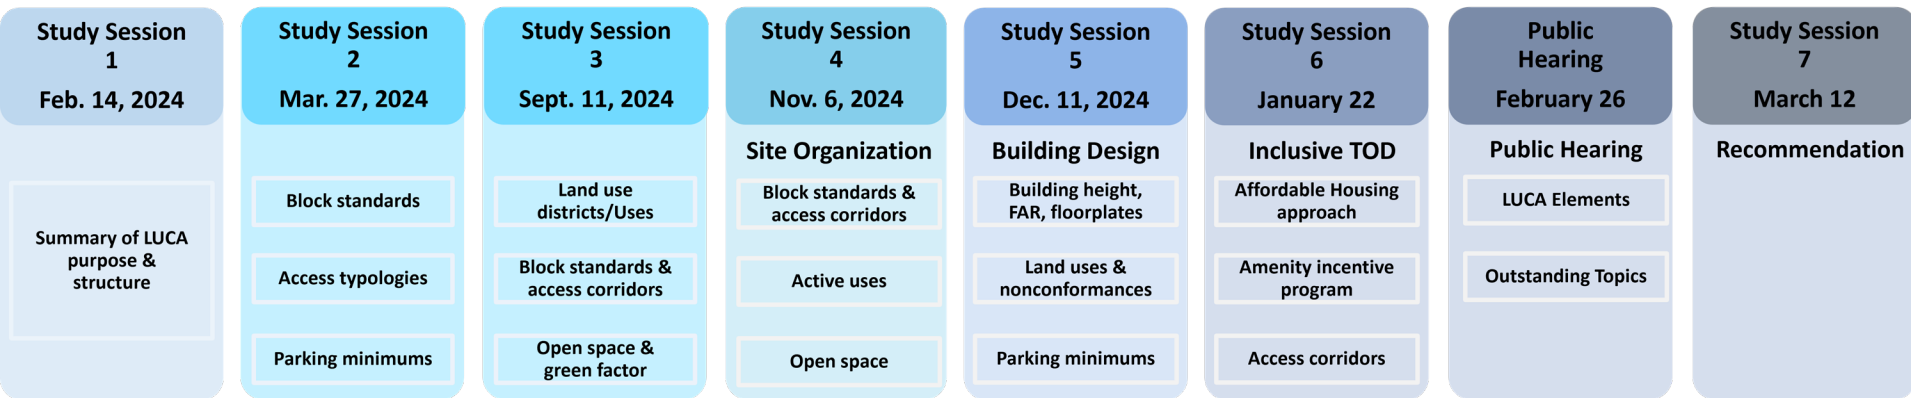 Study Session
1
Feb. 14, 2024
Summary of LUCA
purpose &
structure
Study Session
2
Mar. 27, 2024
Block standards
Access typologies
Parking minimums
Study Session
3
Sept. 11, 2024
Land use
districts/Uses
Block standards &
access corridors
Open space &
green factor
Study Session
4
Nov. 6, 2024
Site Organization
Block standards &
access corridors
Active uses
Open space
Study Session
5
Dec. 11, 2024
Building Design
Building height,
FAR, floorplates
Land uses &
nonconformances
Parking minimums
Study Session
6
January 22
Inclusive TOD
Affordable Housing
approach
Amenity incentive
program
Access corridors
Public
Hearing
February 26
Public Hearing
LUCA Elements
Outstanding Topics
Study Session
7
March 12
Recommendation